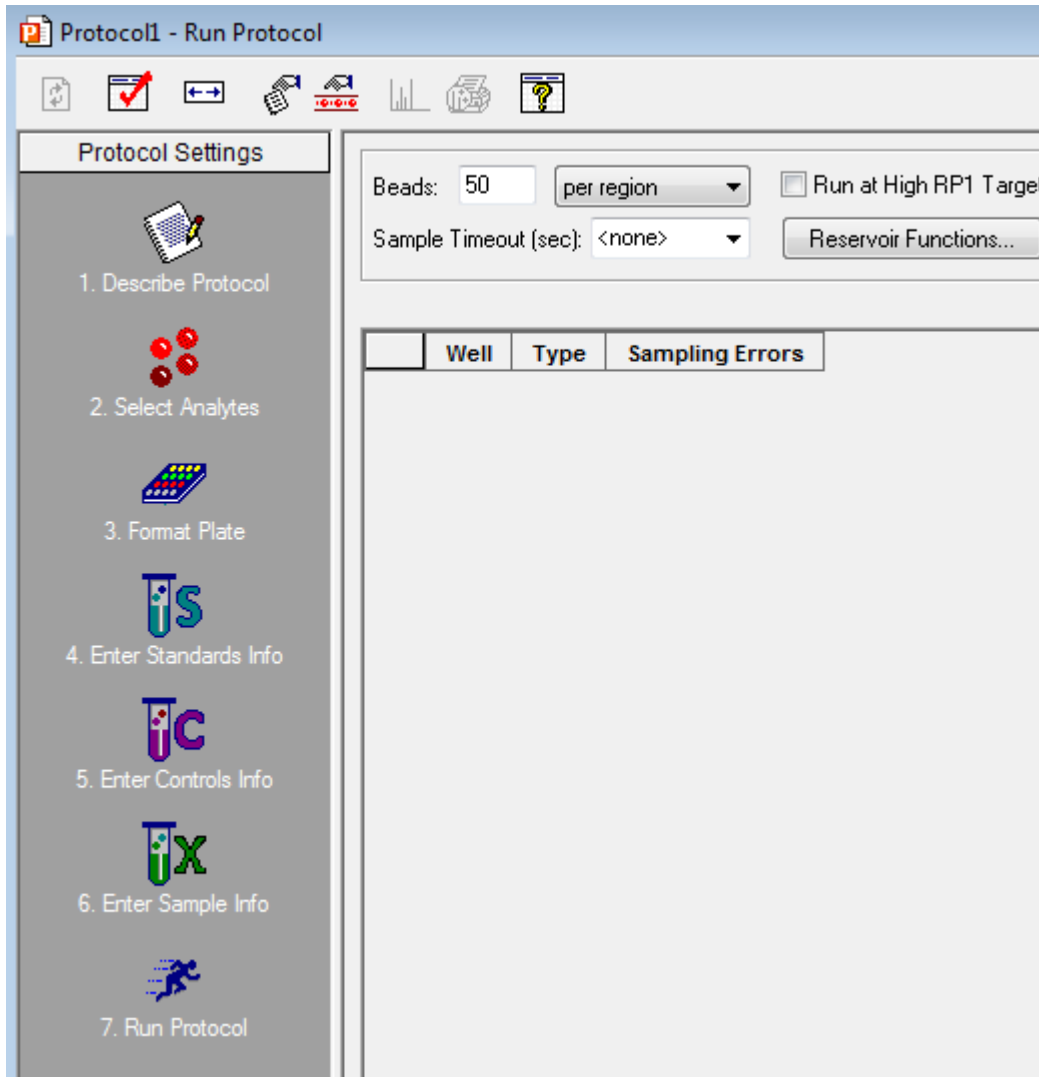 Protocol1 - Run Protocol
Protocol Settings
1. Describe Protocol
2. Select Analytes
3. Format Plate
4. Enter Standards Info
5. Enter Controls Info
6. Enter Sample Info
7. Run Protocol
Beads: 50 per region Run at High RP1 Target
Sample Timeout (sec): <none> Reservoir Functions...
Well Type Sampling Errors